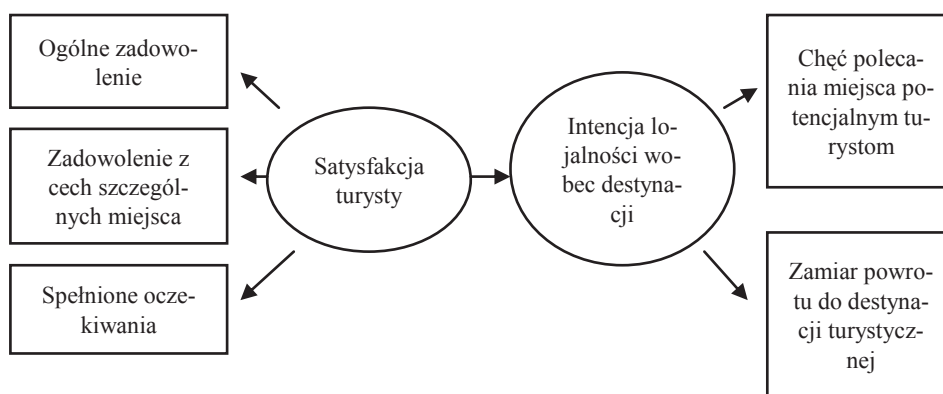 Ogólne zadowo-
lenie
Zadowolenie z
cech szczegól-
nych miejsca
Spełnione ocze-
kiwania
Satysfakcja
turysty
Intencja lo-
jalności wo-
bec destyna-
cji
Chęć poleca-
nia miejsca po-
tencjalnym tu-
rystom
Zamiar powro-
tu do destyna-
cji turystycz-
nej